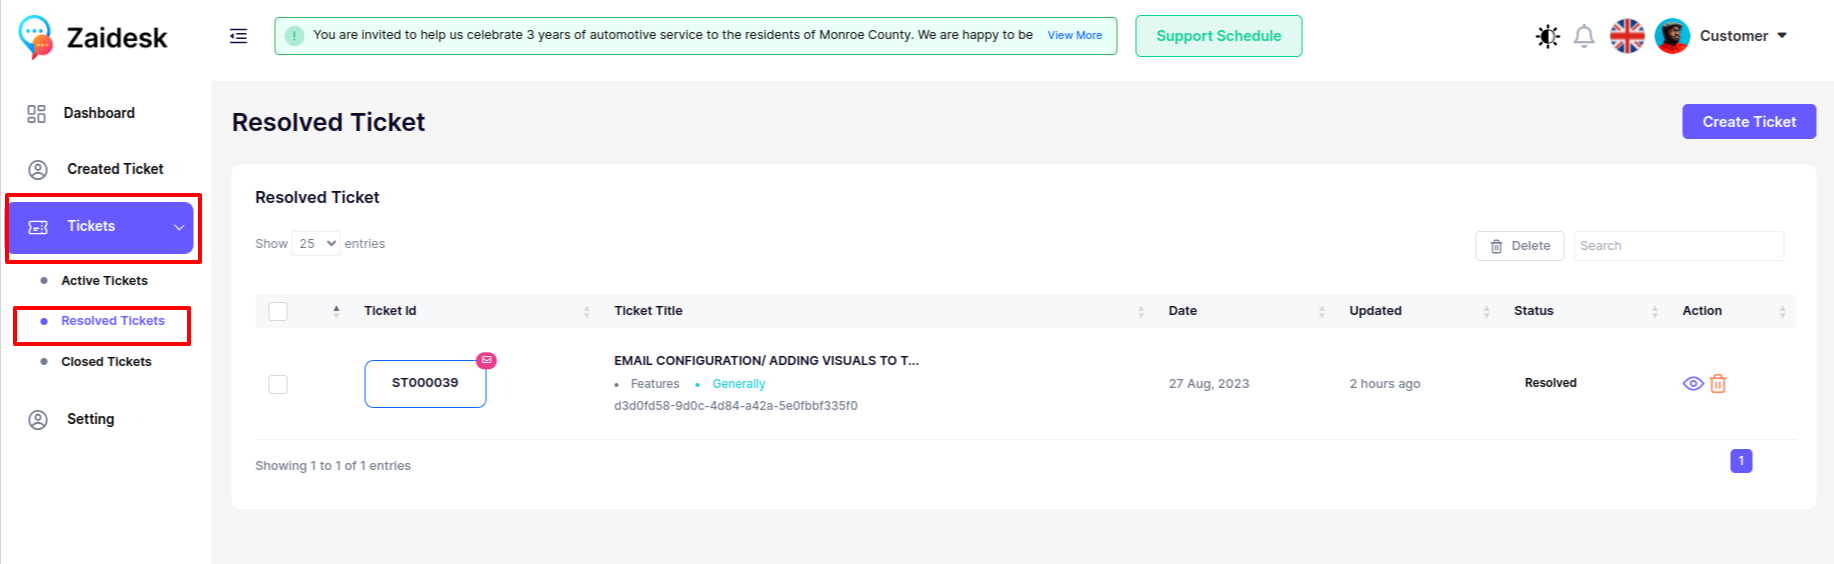 Zaidesk
! You are invited to help us celebrate 3 years of automotive service to the residents of Monroe County. We are happy to be View More
Support Schedule
Customer
Dashboard
Created Ticket
Tickets
Active Tickets
Resolved Tickets
Closed Tickets
Setting
Resolved Ticket
Create Ticket
Resolved Ticket
Show 25 entries
Delete
Search
Ticket Id Ticket Title Date Updated Status Action
ST000039
EMAIL CONFIGURATION/ ADDING VISUALS TO T...
• Features • Generally
d3d0fd58-9d0c-4d84-a42a-5e0fbbf335f0
27 Aug, 2023
2 hours ago
Resolved
Showing 1 to 1 of 1 entries
1